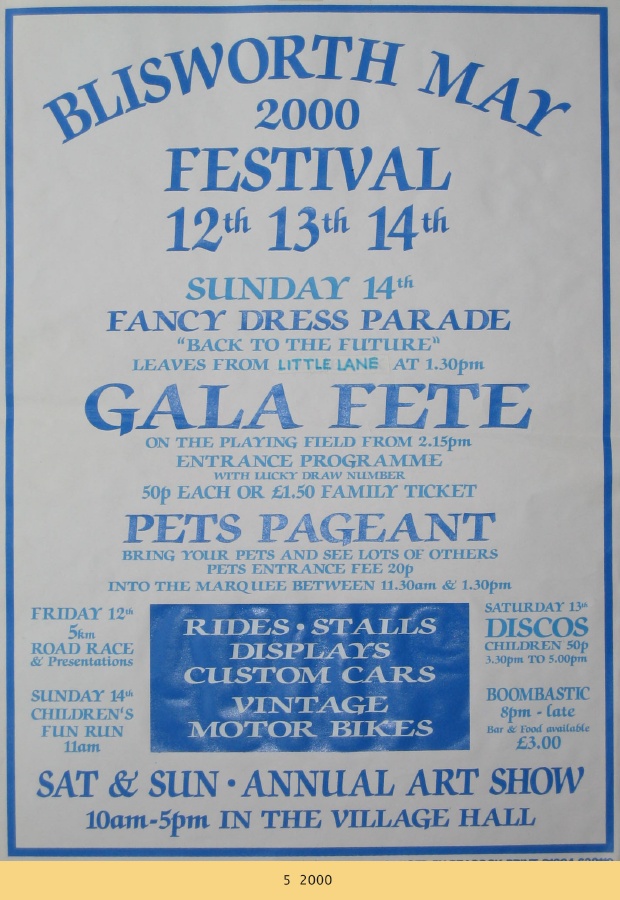 BLISWORTH MAY
2000
FESTIVAL
12th 13th 14th
SUNDAY 14th
FANCY DRESS PARADE
"BACK TO THE FUTURE"
LEAVES FROM LITTLE LANE AT 1.30pm
GALA FETE
ON THE PLAYING FIELD FROM 2.15pm
ENTRANCE PROGRAMME
WITH LUCKY DRAW NUMBER
50p EACH OR £1.50 FAMILY TICKET
PETS PAGEANT
BRING YOUR PETS AND SEE LOTS OF OTHERS
PETS ENTRANCE FEE 20p
INTO THE MARQUEE BETWEEN 11.30am & 1.30pm
FRIDAY 12th
5km
ROAD RACE
& Presentations
SUNDAY 14th
CHILDREN'S
FUN RUN
11am
RIDES • STALLS
DISPLAYS
CUSTOM CARS
VINTAGE
MOTOR BIKES
SATURDAY 13th
DISCOS
CHILDREN 50p
3.30pm TO 5.00pm
BOOMBASTIC
8pm - late
Bar & Food available
£3.00
SAT & SUN • ANNUAL ART SHOW
10am-5pm IN THE VILLAGE HALL
5 2000